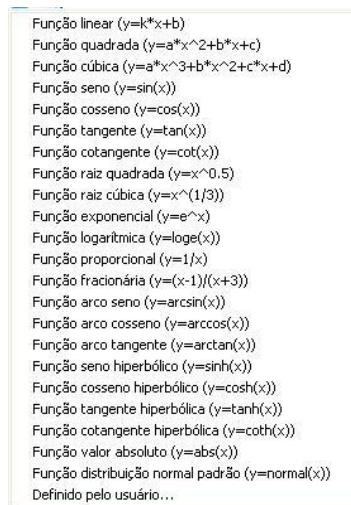 Função linear (y=k*x+b)
Função quadrada (y=a*x^2+b*x+c)
Função cúbica (y=a*x^3+b*x^2+c*x+d)
Função seno (y=sin(x))
Função cosseno (y=cos(x))
Função tangente (y=tan(x))
Função cotangente (y=cot(x))
Função raiz quadrada (y=x^0.5)
Função raiz cúbica (y=x^(1/3))
Função exponencial (y=e^x)
Função logarítmica (y=loge(x))
Função proporcional (y=1/x)
Função fracionária (y=(x-1)/(x+3))
Função arco seno (y=arcsin(x))
Função arco cosseno (y=arccos(x))
Função arco tangente (y=arctan(x))
Função seno hiperbólico (y=sinh(x))
Função cosseno hiperbólico (y=cosh(x))
Função tangente hiperbólica (y=tanh(x))
Função cotangente hiperbólica (y=coth(x))
Função valor absoluto (y=abs(x))
Função distribuição normal padrão (y=normal(x))
Definido pelo usuário...